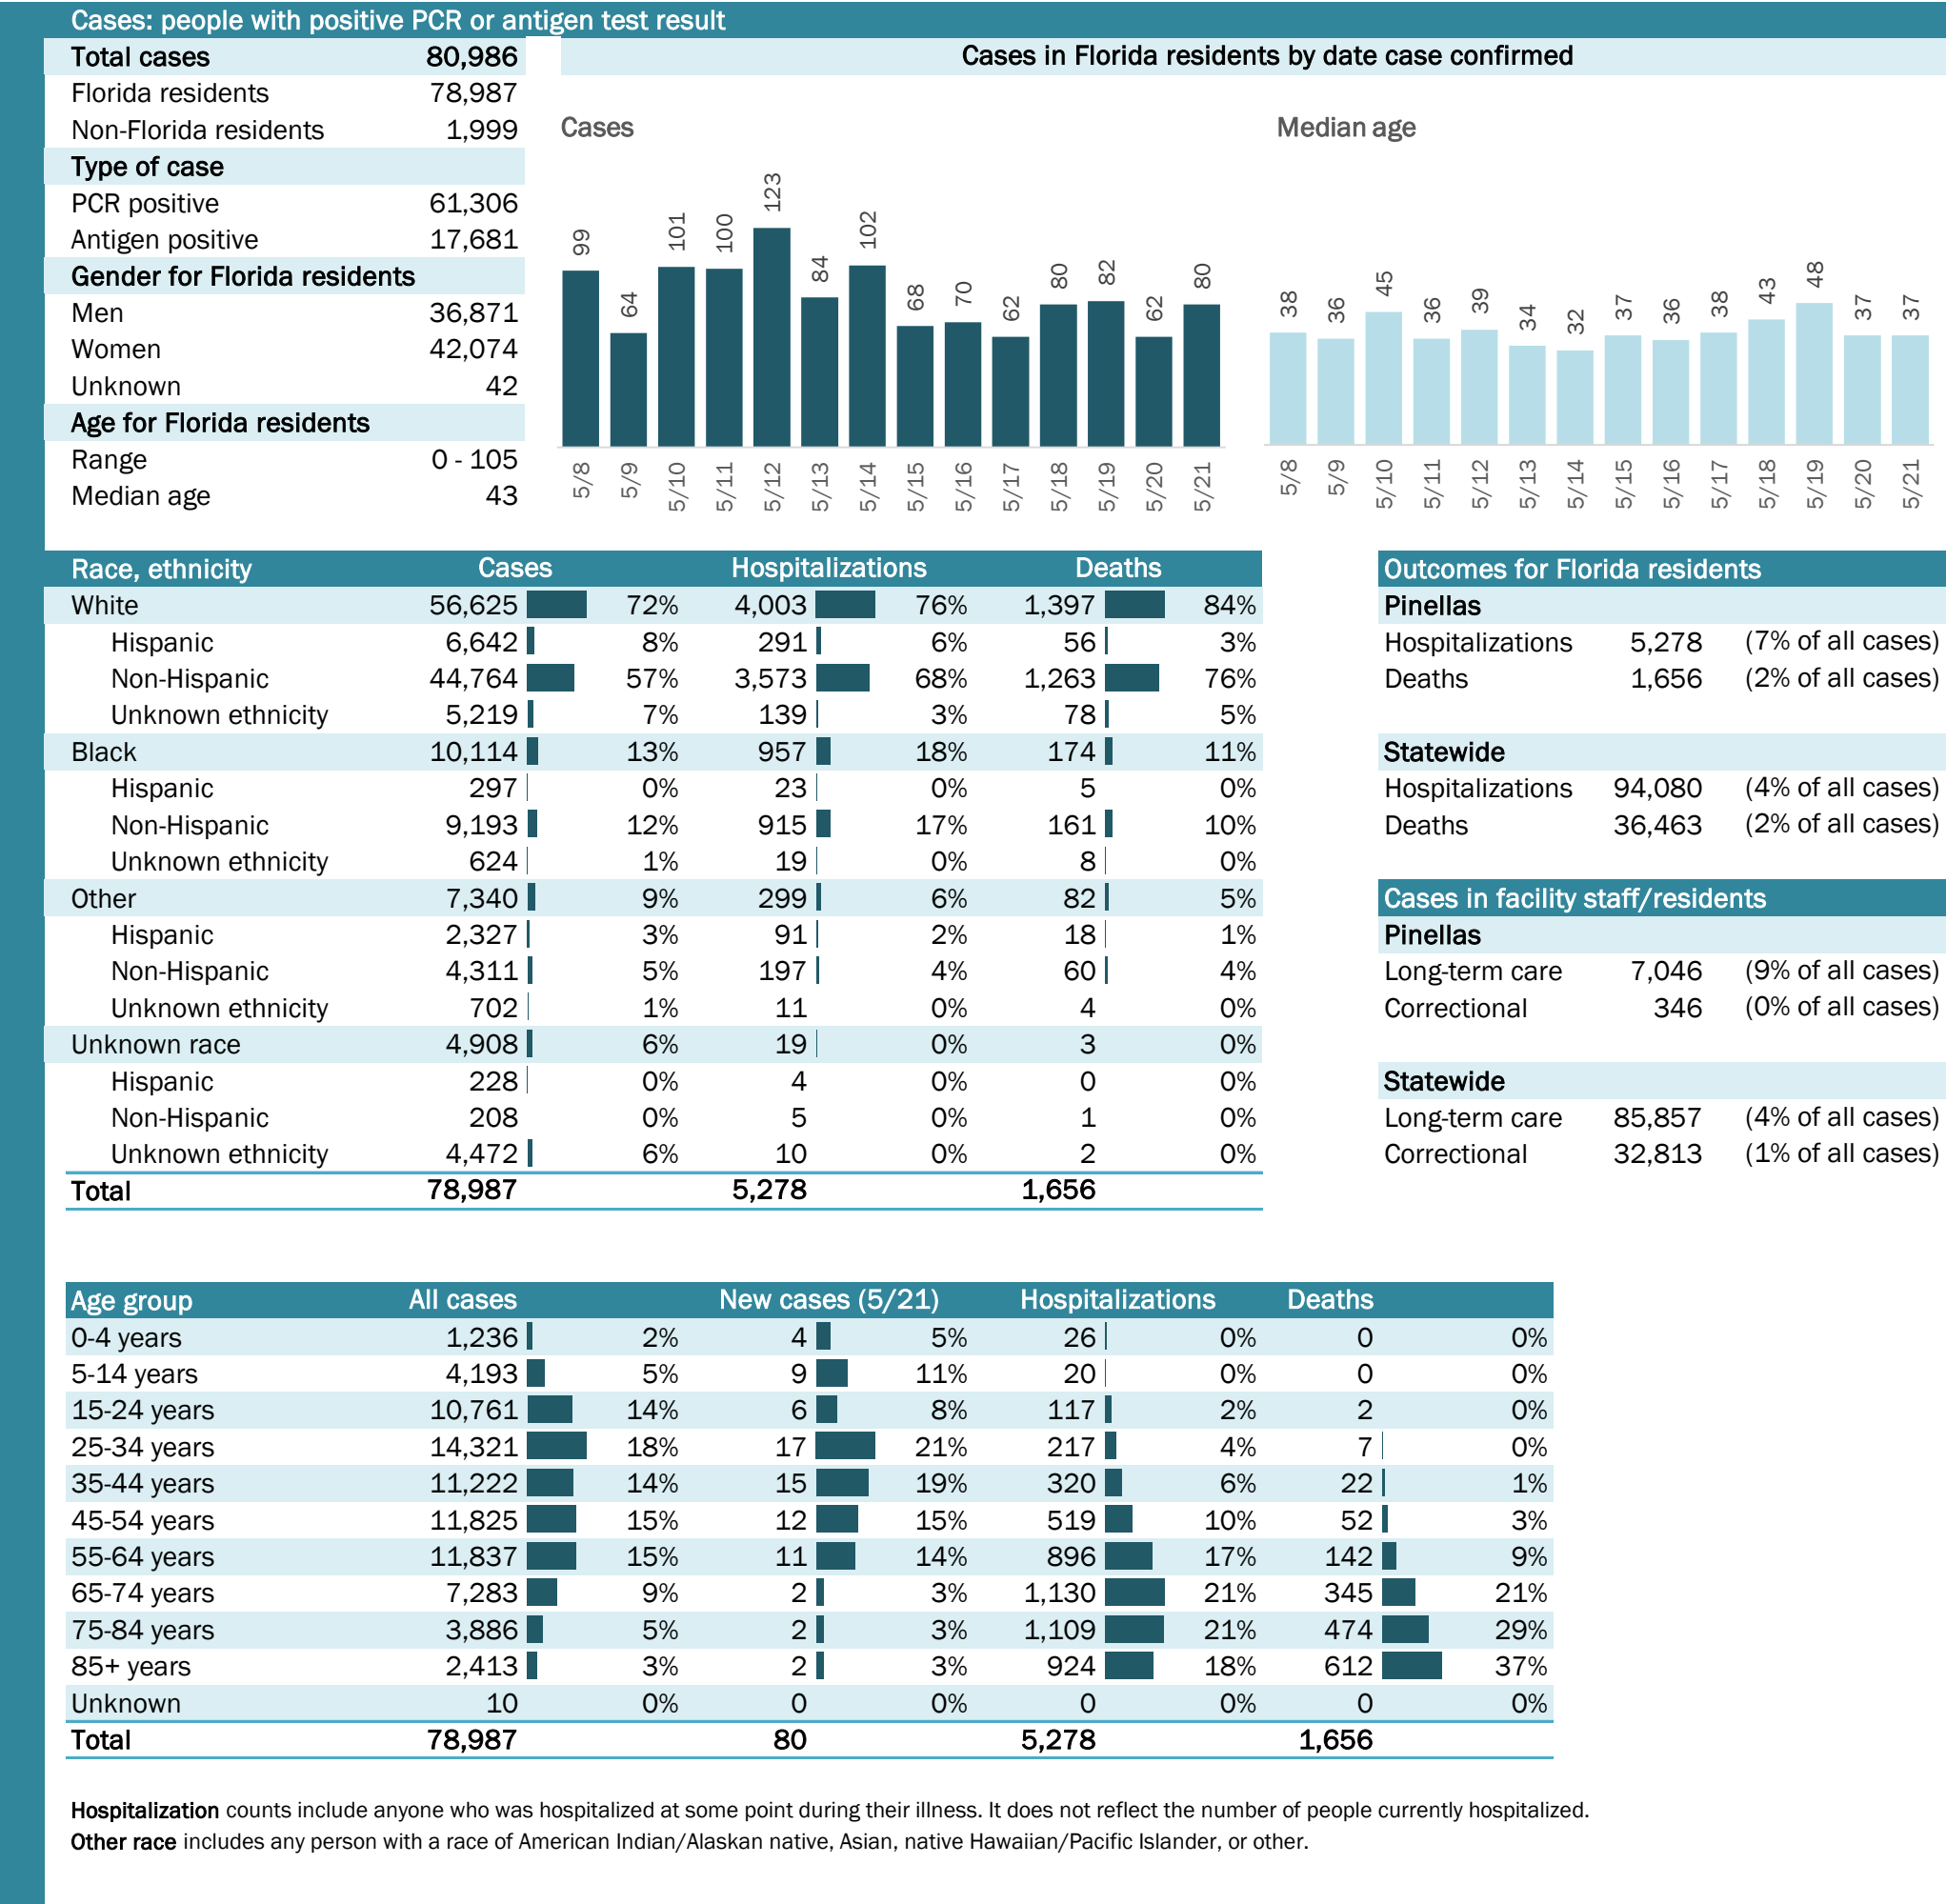 Cases: people with positive PCR or antigen test result
Total cases 80,986
Florida residents 78,987
Non-Florida residents 1,999
Type of case
PCR positive 61,306
Antigen positive 17,681
Gender for Florida residents
Men 36,871
Women 42,074
Unknown 42
Age for Florida residents
Range 0 - 105
Median age 43
Cases in Florida residents by date case confirmed
Cases
99 64 101 100 123 84 102 68 70 62 80 82 62 80
5/8 5/9 5/10 5/11 5/12 5/13 5/14 5/15 5/16 5/17 5/18 5/19 5/20 5/21
Median age
38 36 45 36 39 34 32 37 36 38 43 48 37 37
5/8 5/9 5/10 5/11 5/12 5/13 5/14 5/15 5/16 5/17 5/18 5/19 5/20 5/21
Race, ethnicity Cases Hospitalizations Deaths
White 56,625 72% 4,003 76% 1,397 84%
Hispanic 6,642 8% 291 6% 56 3%
Non-Hispanic 44,764 57% 3,573 68% 1,263 76%
Unknown ethnicity 5,219 7% 139 3% 78 5%
Black 10,114 13% 957 18% 174 11%
Hispanic 297 0% 23 0% 5 0%
Non-Hispanic 9,193 12% 915 17% 161 10%
Unknown ethnicity 624 1% 19 0% 8 0%
Other 7,340 9% 299 6% 82 5%
Hispanic 2,327 3% 91 2% 18 1%
Non-Hispanic 4,311 5% 197 4% 60 4%
Unknown ethnicity 702 1% 11 0% 4 0%
Unknown race 4,908 6% 19 0% 3 0%
Hispanic 228 0% 4 0% 0 0%
Non-Hispanic 208 0% 5 0% 1 0%
Unknown ethnicity 4,472 6% 10 0% 2 0%
Total 78,987 5,278 1,656
Outcomes for Florida residents
Pinellas
Hospitalizations 5,278 (7% of all cases)
Deaths 1,656 (2% of all cases)
Statewide
Hospitalizations 94,080 (4% of all cases)
Deaths 36,463 (2% of all cases)
Cases in facility staff/residents
Pinellas
Long-term care 7,046 (9% of all cases)
Correctional 346 (0% of all cases)
Statewide
Long-term care 85,857 (4% of all cases)
Correctional 32,813 (1% of all cases)
Age group All cases New cases (5/21) Hospitalizations Deaths
0-4 years 1,236 2% 4 5% 26 0% 0 0%
5-14 years 4,193 5% 9 11% 20 0% 0 0%
15-24 years 10,761 14% 6 8% 117 2% 2 0%
25-34 years 14,321 18% 17 21% 217 4% 7 0%
35-44 years 11,222 14% 15 19% 320 6% 22 1%
45-54 years 11,825 15% 12 15% 519 10% 52 3%
55-64 years 11,837 15% 11 14% 896 17% 142 9%
65-74 years 7,283 9% 2 3% 1,130 21% 345 21%
75-84 years 3,886 5% 2 3% 1,109 21% 474 29%
85+ years 2,413 3% 2 3% 924 18% 612 37%
Unknown 10 0% 0 0% 0 0% 0 0%
Total 78,987 80 5,278 1,656
Hospitalization counts include anyone who was hospitalized at some point during their illness. It does not reflect the number of people currently hospitalized.
Other race includes any person with a race of American Indian/Alaskan native, Asian, native Hawaiian/Pacific Islander, or other.